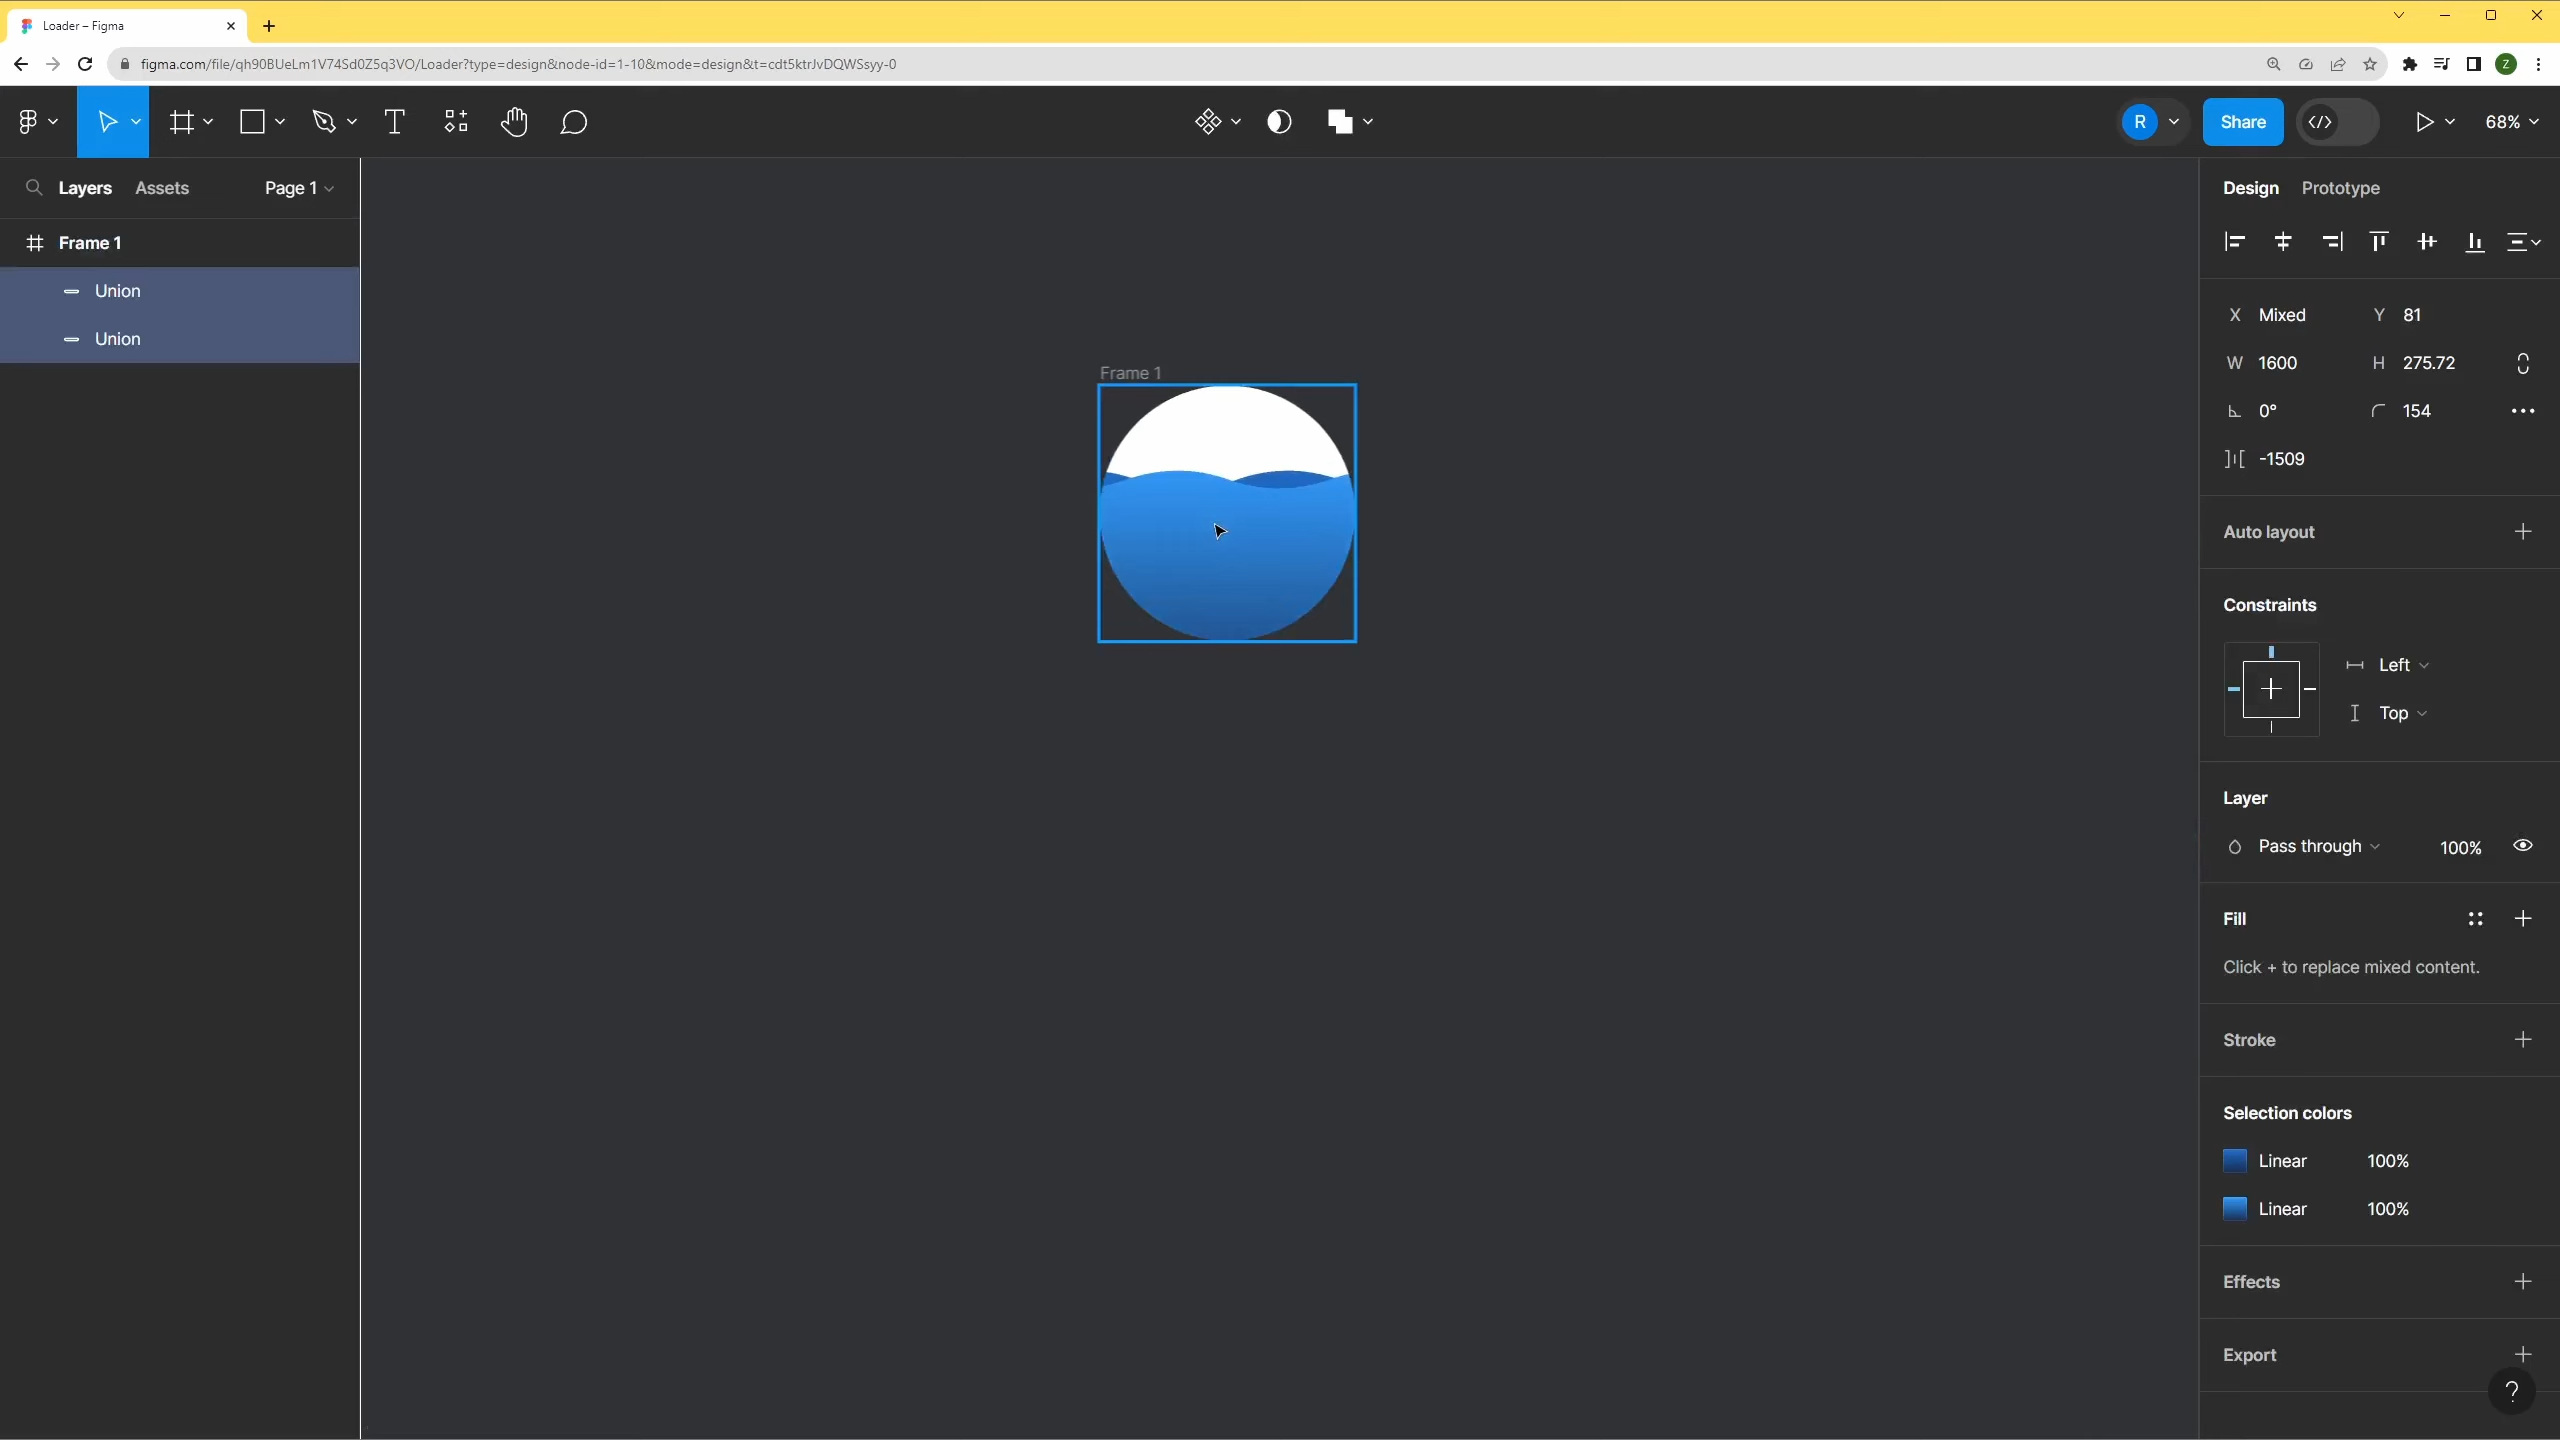 Loader – Figma
figma.com/file/qh90BUeLm1V74Sd0Z5q3VO/Loader?type=design&node-id=1-10&mode=design&t=cdt5ktrJvDQWSsyy-0
Z
R
Share
68%
Layers
Assets
Page 1
Design
Prototype
Frame 1
Union
Union
Frame 1
X Mixed
Y 81
W 1600
H 275.72
0°
154
-1509
Auto layout
Constraints
Left
Top
Layer
Pass through
100%
Fill
Click + to replace mixed content.
Stroke
Selection colors
Linear 100%
Linear 100%
Effects
Export
?